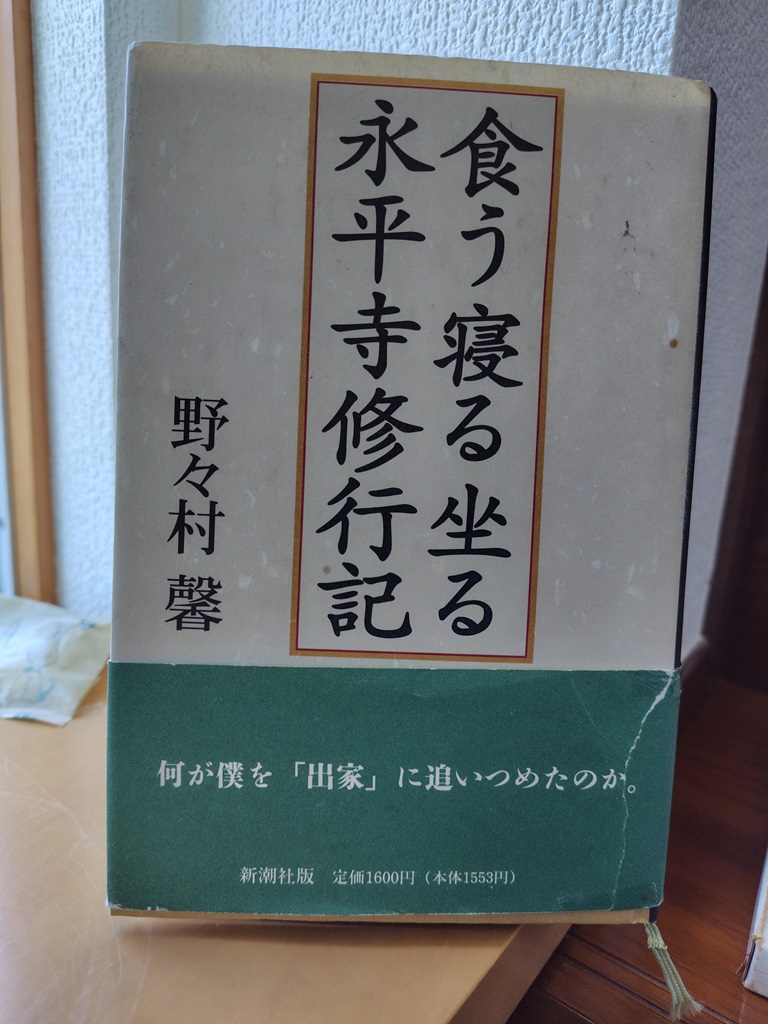 食う 寝る 坐る
永平寺修行記
野々村 馨
何が僕を「出家」に追いつめたのか。
新潮社版 定価1600円（本体1553円）